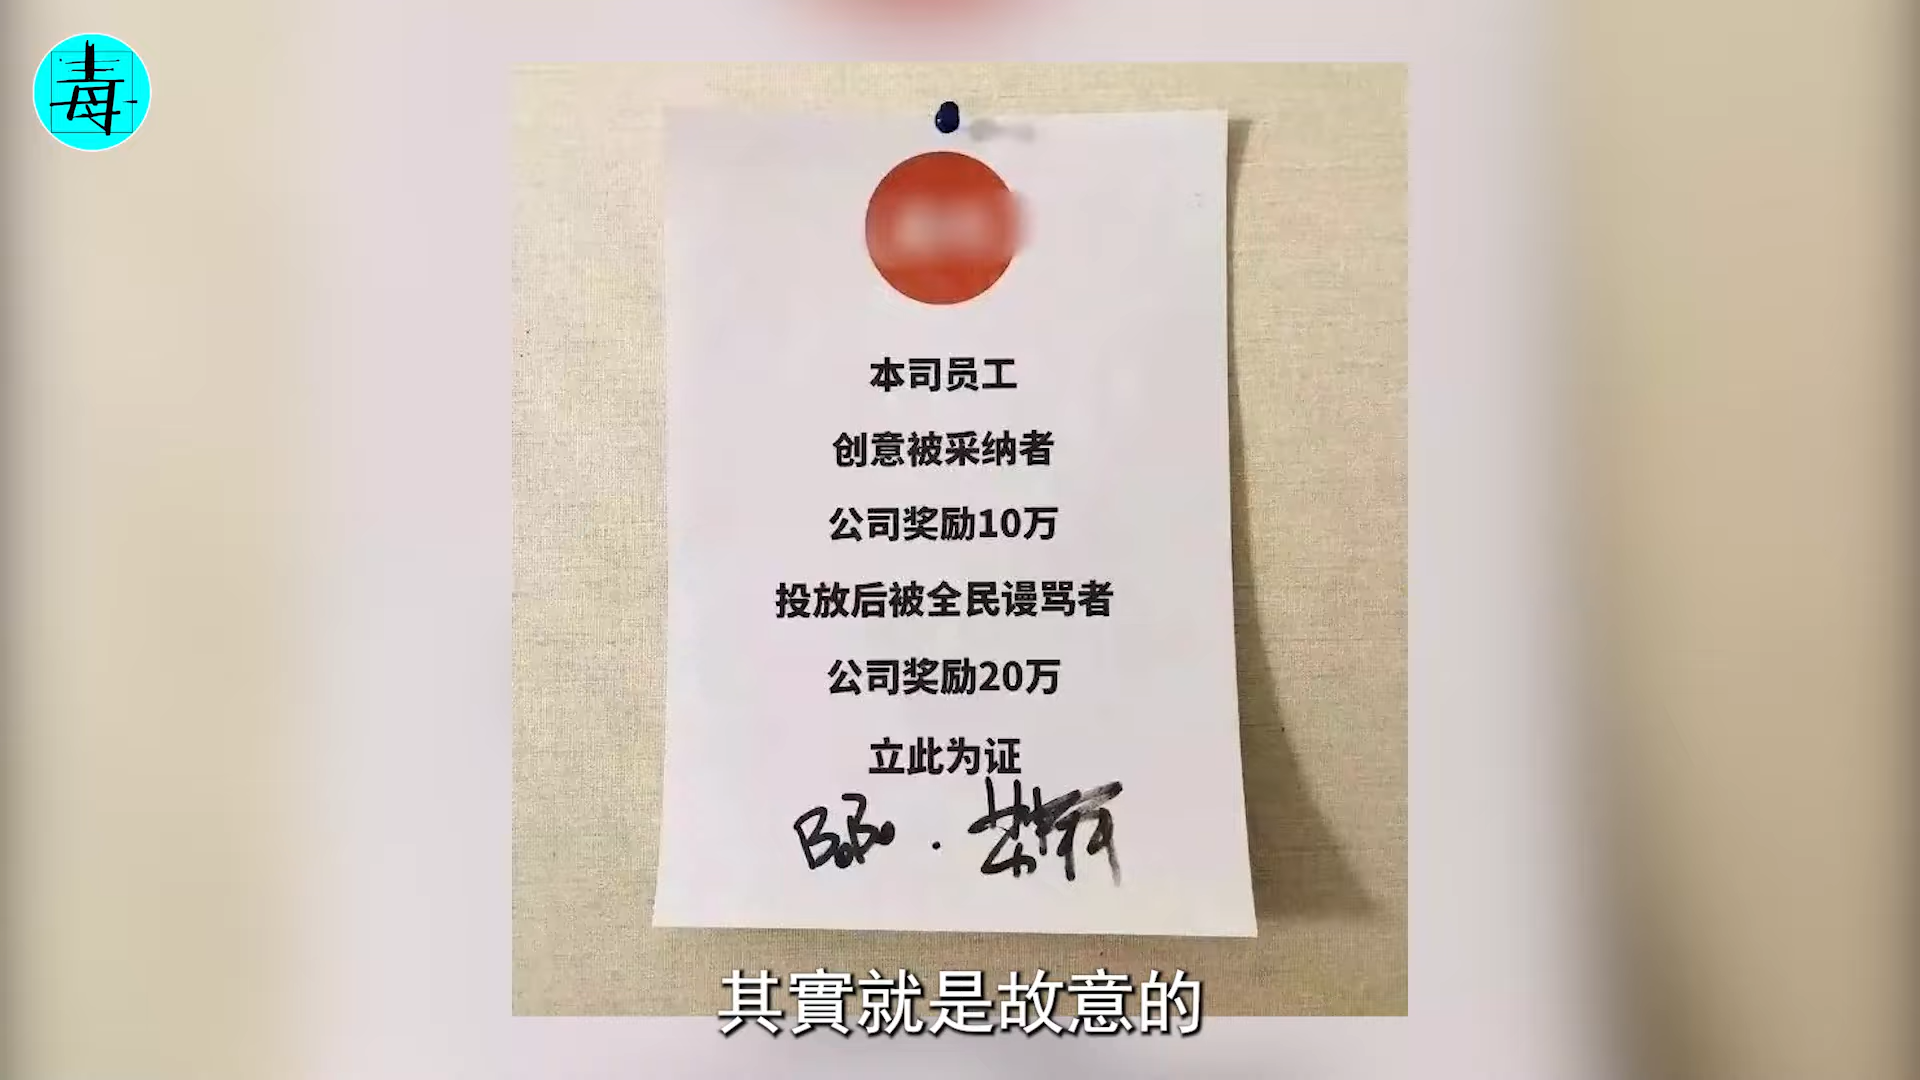 毒
本司员工
创意被采纳者
公司奖励10万
投放后被全民谩骂者
公司奖励20万
立此为证
BoBo ·
其實就是故意的